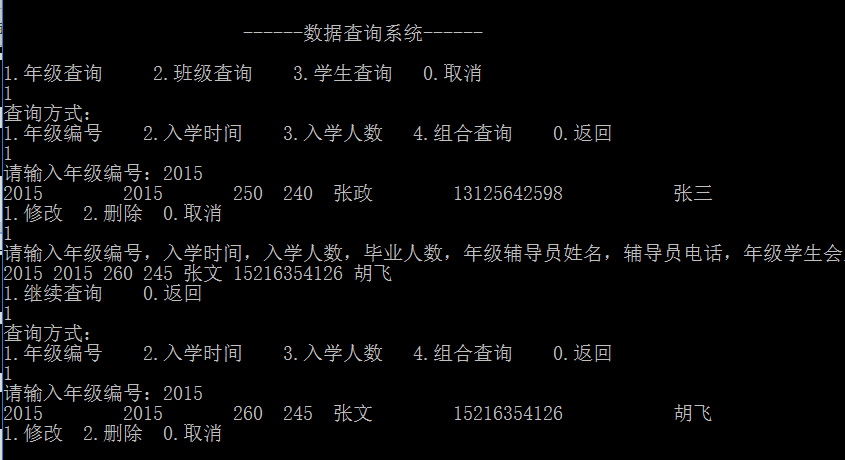 ------数据查询系统------
1.年级查询 2.班级查询 3.学生查询 0.取消
1
查询方式:
1.年级编号 2.入学时间 3.入学人数 4.组合查询 0.返回
1
请输入年级编号: 2015
2015 2015 250 240 张政 13125642598 张三
1.修改 2.删除 0.取消
1
请输入年级编号, 入学时间, 入学人数, 毕业人数, 年级辅导员姓名, 辅导员电话, 年级学生会
2015 2015 260 245 张文 15216354126 胡飞
1.继续查询 0.返回
1
查询方式:
1.年级编号 2.入学时间 3.入学人数 4.组合查询 0.返回
1
请输入年级编号: 2015
2015 2015 260 245 张文 15216354126 胡飞
1.修改 2.删除 0.取消